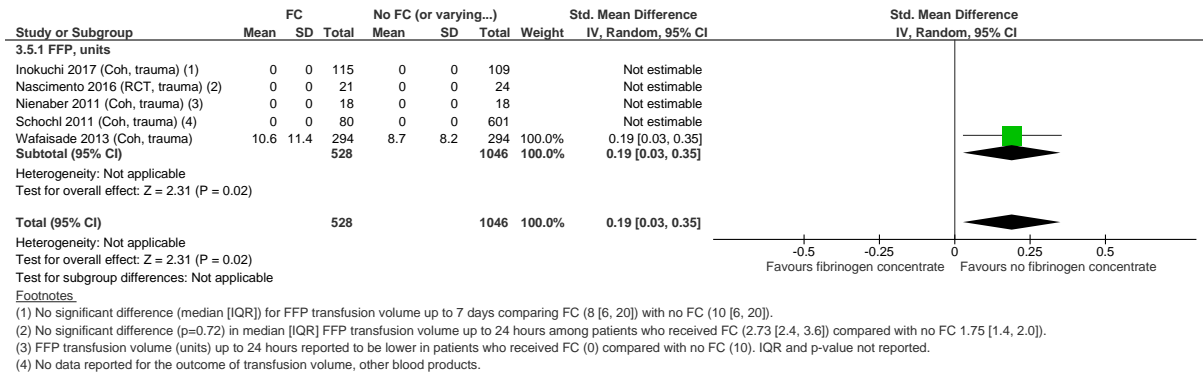 FC No FC (or varying...) Std. Mean Difference Std. Mean Difference
Study or Subgroup Mean SD Total Mean SD Total Weight IV, Random, 95% CI IV, Random, 95% CI
3.5.1 FFP, units
Inokuchi 2017 (Coh, trauma) (1) 0 0 115 0 0 109 Not estimable
Nascimento 2016 (RCT, trauma) (2) 0 0 21 0 0 24 Not estimable
Nienaber 2011 (Coh, trauma) (3) 0 0 18 0 0 18 Not estimable
Schochl 2011 (Coh, trauma) (4) 0 0 80 0 0 601 Not estimable
Wafaisade 2013 (Coh, trauma) 10.6 11.4 294 8.7 8.2 294 100.0% 0.19 [0.03, 0.35]
Subtotal (95% CI) 528 1046 100.0% 0.19 [0.03, 0.35]
Heterogeneity: Not applicable
Test for overall effect: Z = 2.31 (P = 0.02)
Total (95% CI) 528 1046 100.0% 0.19 [0.03, 0.35]
Heterogeneity: Not applicable
Test for overall effect: Z = 2.31 (P = 0.02)
Test for subgroup differences: Not applicable
-0.5 -0.25 0 0.25 0.5
Favours fibrinogen concentrate Favours no fibrinogen concentrate
Footnotes
(1) No significant difference (median [IQR]) for FFP transfusion volume up to 7 days comparing FC (8 [6, 20]) with no FC (10 [6, 20]).
(2) No significant difference (p=0.72) in median [IQR] FFP transfusion volume up to 24 hours among patients who received FC (2.73 [2.4, 3.6]) compared with no FC 1.75 [1.4, 2.0]).
(3) FFP transfusion volume (units) up to 24 hours reported to be lower in patients who received FC (0) compared with no FC (10). IQR and p-value not reported.
(4) No data reported for the outcome of transfusion volume, other blood products.